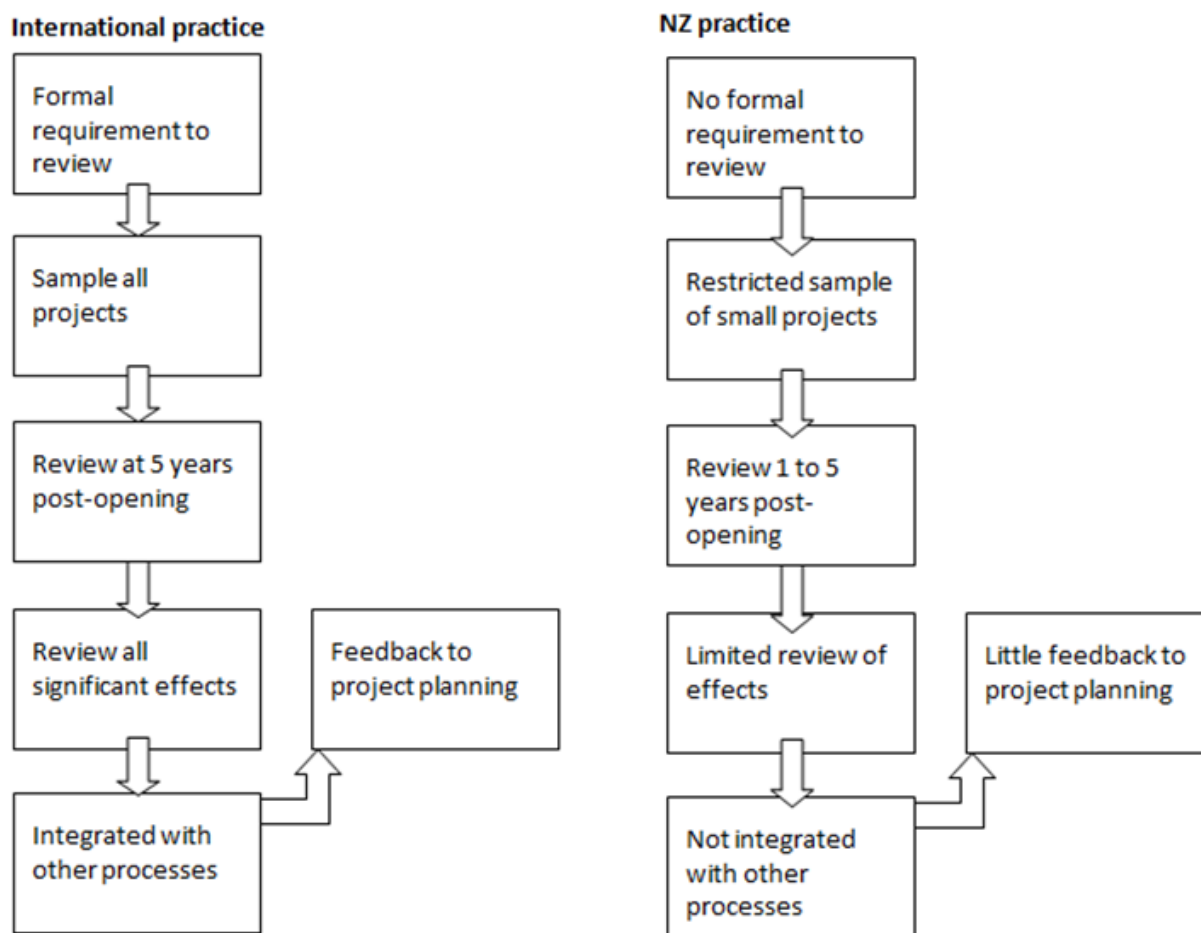 International practice
Formal
requirement to
review
Sample all
projects
Review at 5 years
post-opening
Review all
significant effects
Feedback to
project planning
Integrated with
other processes
NZ practice
No formal
requirement to
review
Restricted sample
of small projects
Review 1 to 5
years post-
opening
Limited review of
effects
Little feedback to
project planning
Not integrated
with other
processes